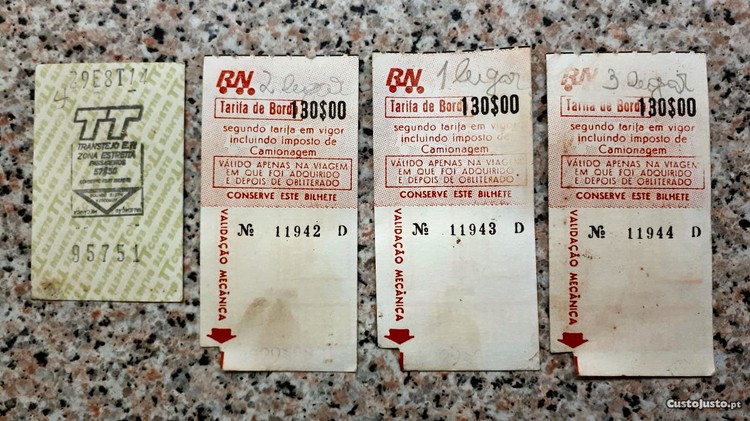 29E8T14
4
TT
TRANSTEJO E.P.
ZONA ESTREITA
57$50
95751
RN
2 lugar
Tarifa de Bordo
130$00
segundo tarifa em vigor
incluindo imposto de
Camionagem
VÁLIDO APENAS NA VIAGEM
EM QUE FOI ADQUIRIDO
E DEPOIS DE OBLITERADO
CONSERVE ESTE BILHETE
VALIDAÇÃO MECÂNICA
№ 11942 D
RN
1 lugar
Tarifa de Bordo
130$00
segundo tarifa em vigor
incluindo imposto de
Camionagem
VÁLIDO APENAS NA VIAGEM
EM QUE FOI ADQUIRIDO
E DEPOIS DE OBLITERADO
CONSERVE ESTE BILHETE
VALIDAÇÃO MECÂNICA
№ 11943 D
RN
3 lugar
Tarifa de Bordo
130$00
segundo tarifa em vigor
incluindo imposto de
Camionagem
VÁLIDO APENAS NA VIAGEM
EM QUE FOI ADQUIRIDO
E DEPOIS DE OBLITERADO
CONSERVE ESTE BILHETE
VALIDAÇÃO MECÂNICA
№ 11944 D
CustoJusto.pt